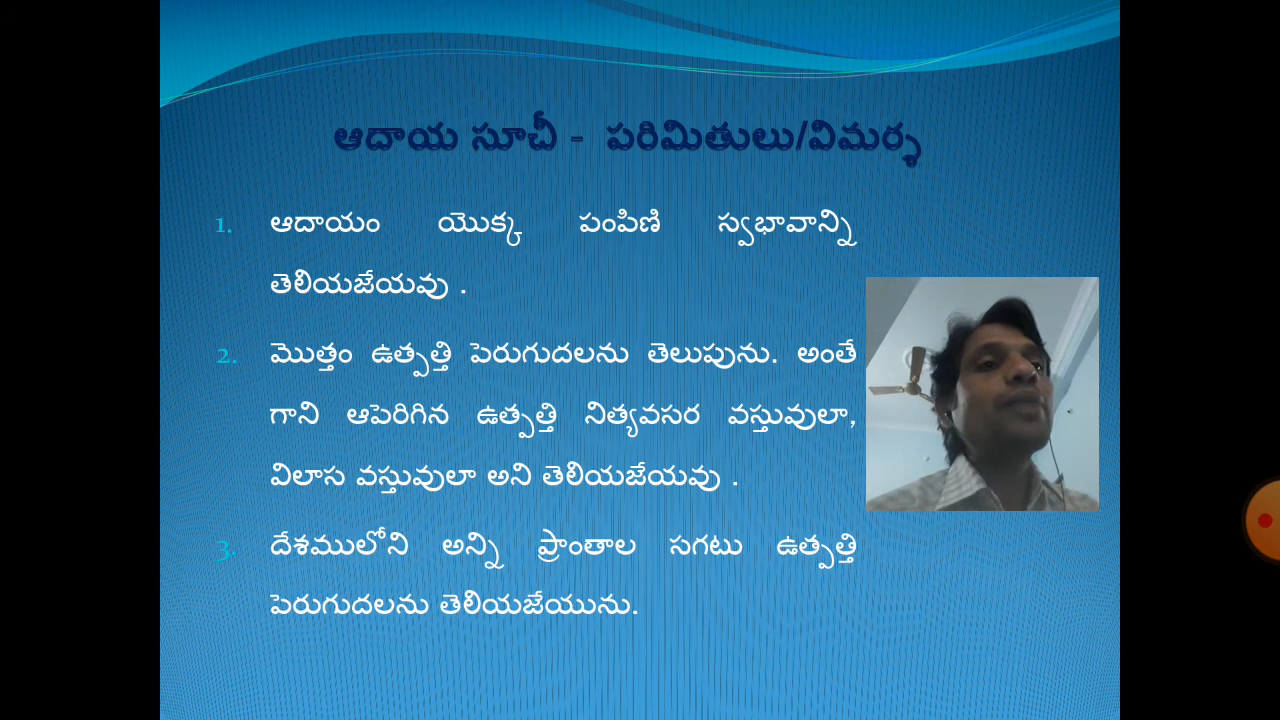 ఆదాయ సూచీ - పరిమితులు/విమర్శ
1. ఆదాయం యొక్క పంపిణి స్వభావాన్ని
తెలియజేయవు .
2. మొత్తం ఉత్పత్తి పెరుగుదలను తెలుపును. అంతే
గాని ఆపెరిగిన ఉత్పత్తి నిత్యవసర వస్తువులా,
విలాస వస్తువులా అని తెలియజేయవు .
3. దేశములోని అన్ని ప్రాంతాల సగటు ఉత్పత్తి
పెరుగుదలను తెలియజేయును.